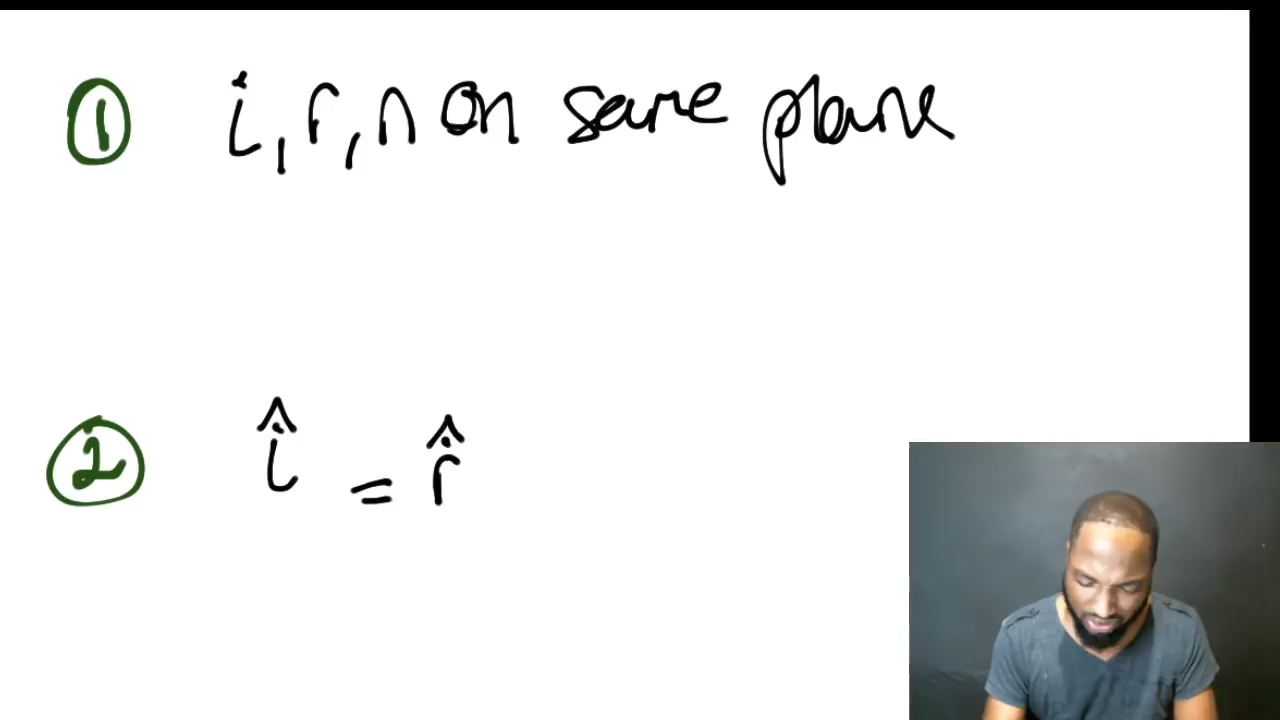 ① i, r, n on same plane
② î = r̂